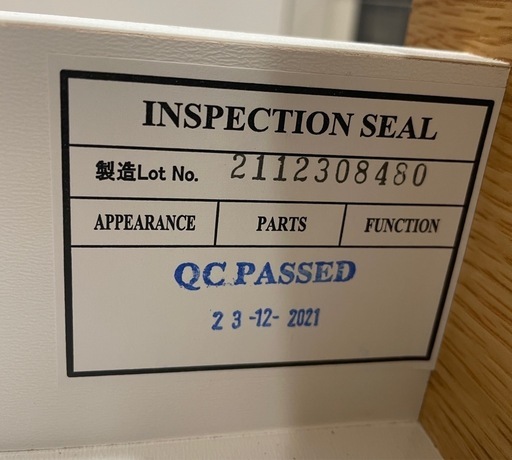 INSPECTION SEAL
製造Lot No. 2112308480
APPEARANCE PARTS FUNCTION
QC PASSED
23-12-2021